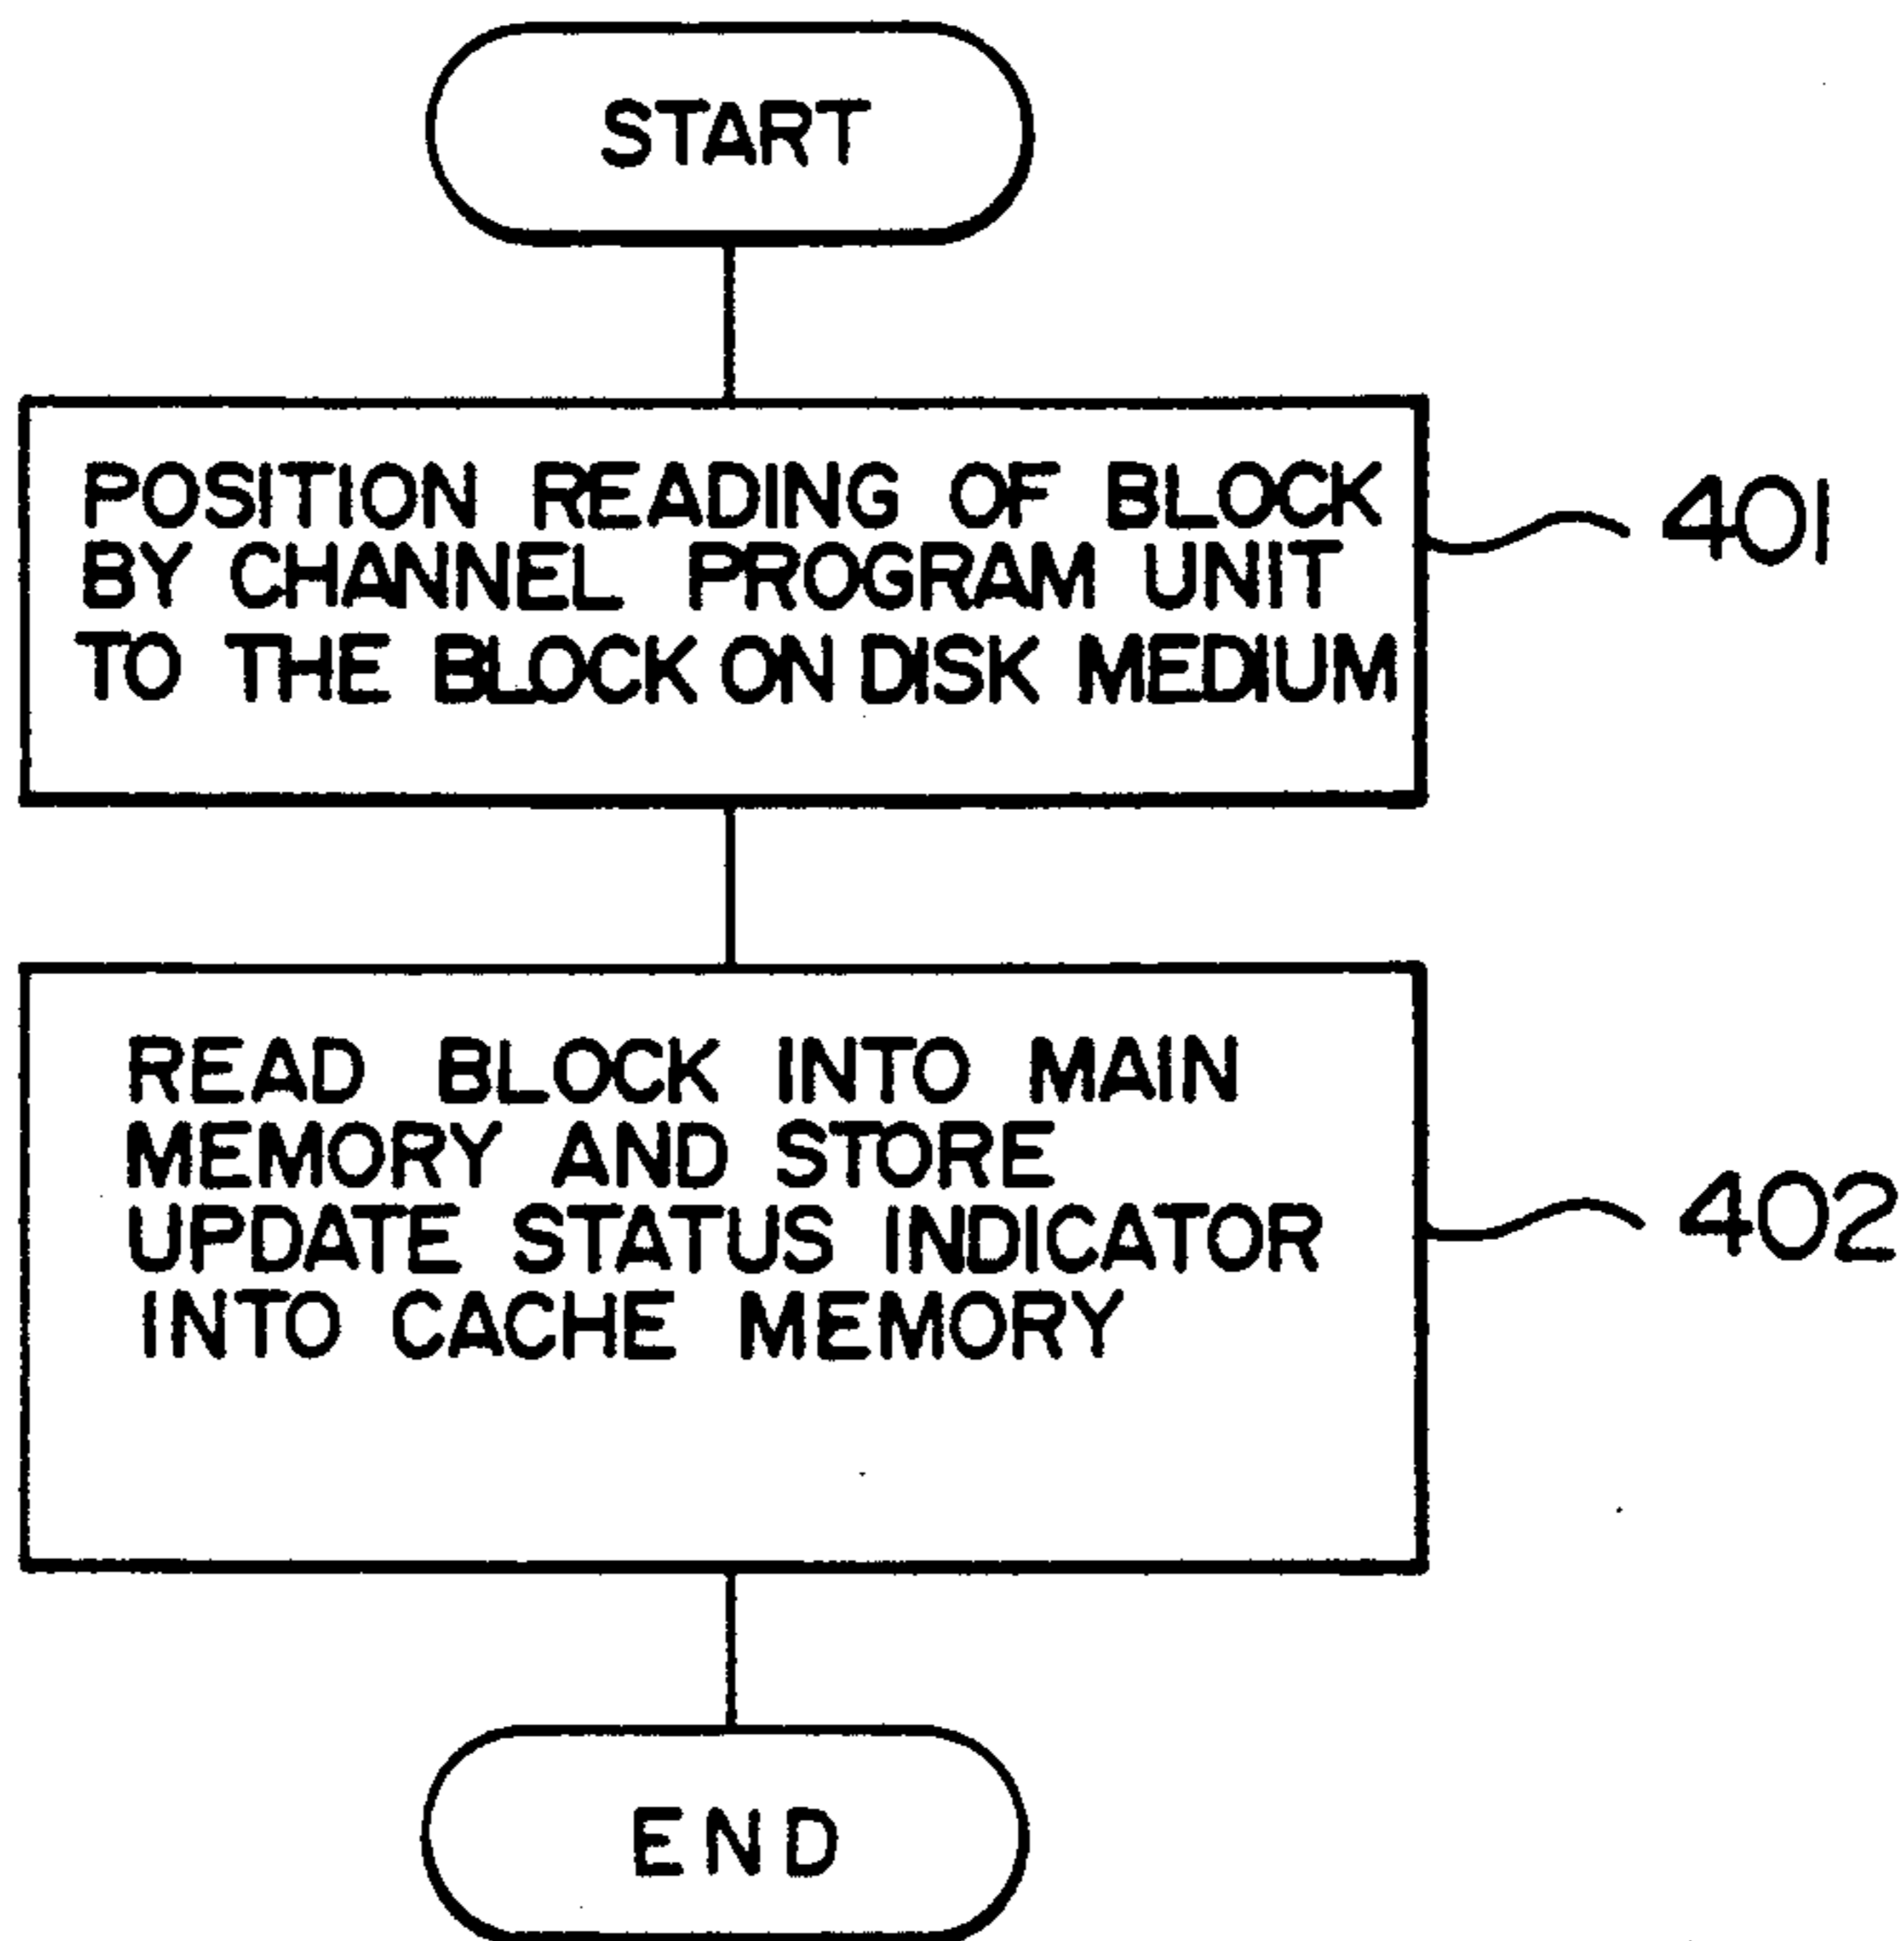 START
POSITION READING OF BLOCK
BY CHANNEL PROGRAM UNIT
TO THE BLOCK ON DISK MEDIUM
401
READ BLOCK INTO MAIN
MEMORY AND STORE
UPDATE STATUS INDICATOR
INTO CACHE MEMORY
402
END